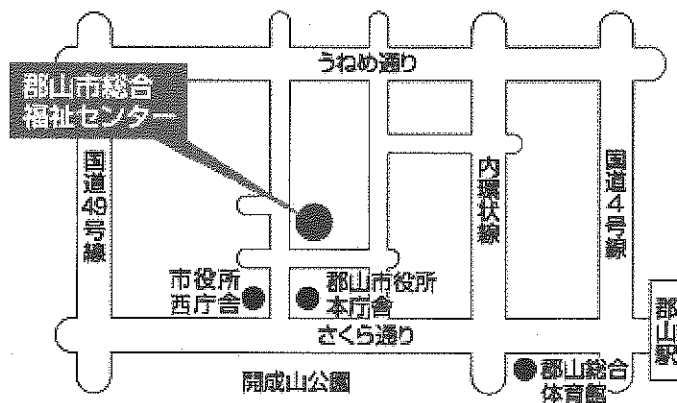 うねめ通り
郡山市総合
福祉センター
国道49号線
内環状線
国道4号線
市役所
西庁舎
郡山市役所
本庁舎
さくら通り
郡山駅
開成山公園
郡山総合
体育館